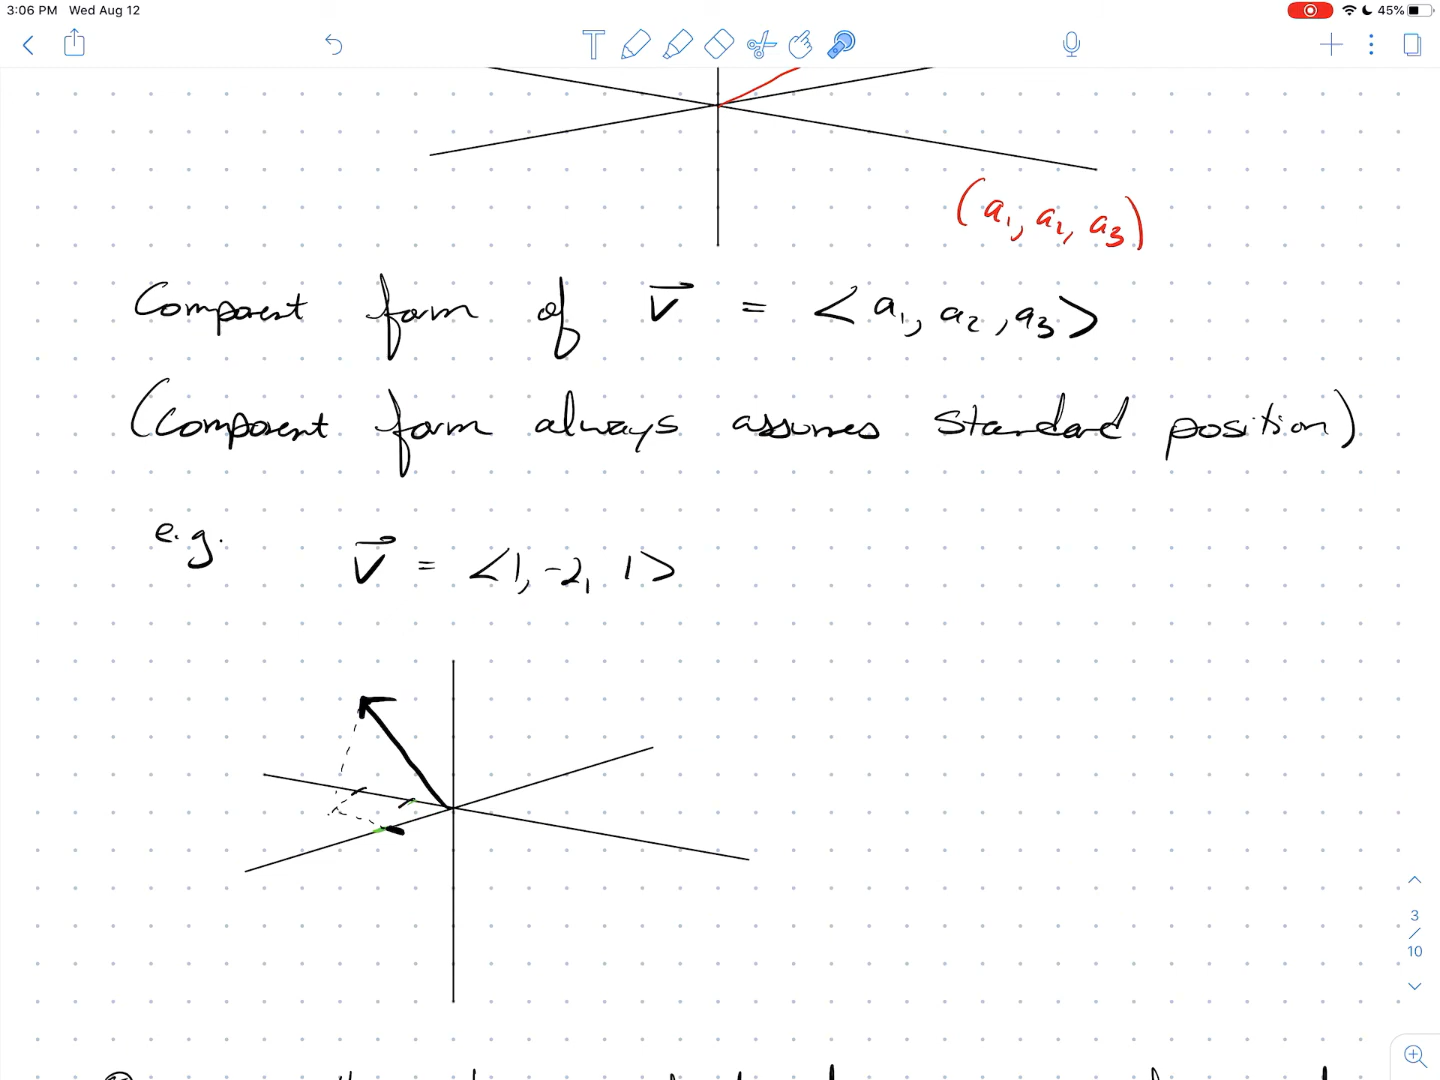 3:06 PM Wed Aug 12
45%
T
(a₁, a₂, a₃)
Component form of v⃗ = <a₁, a₂, a₃>
(Component form always assumes standard position)
e.g. v⃗ = <1, -2, 1>
3
/
10